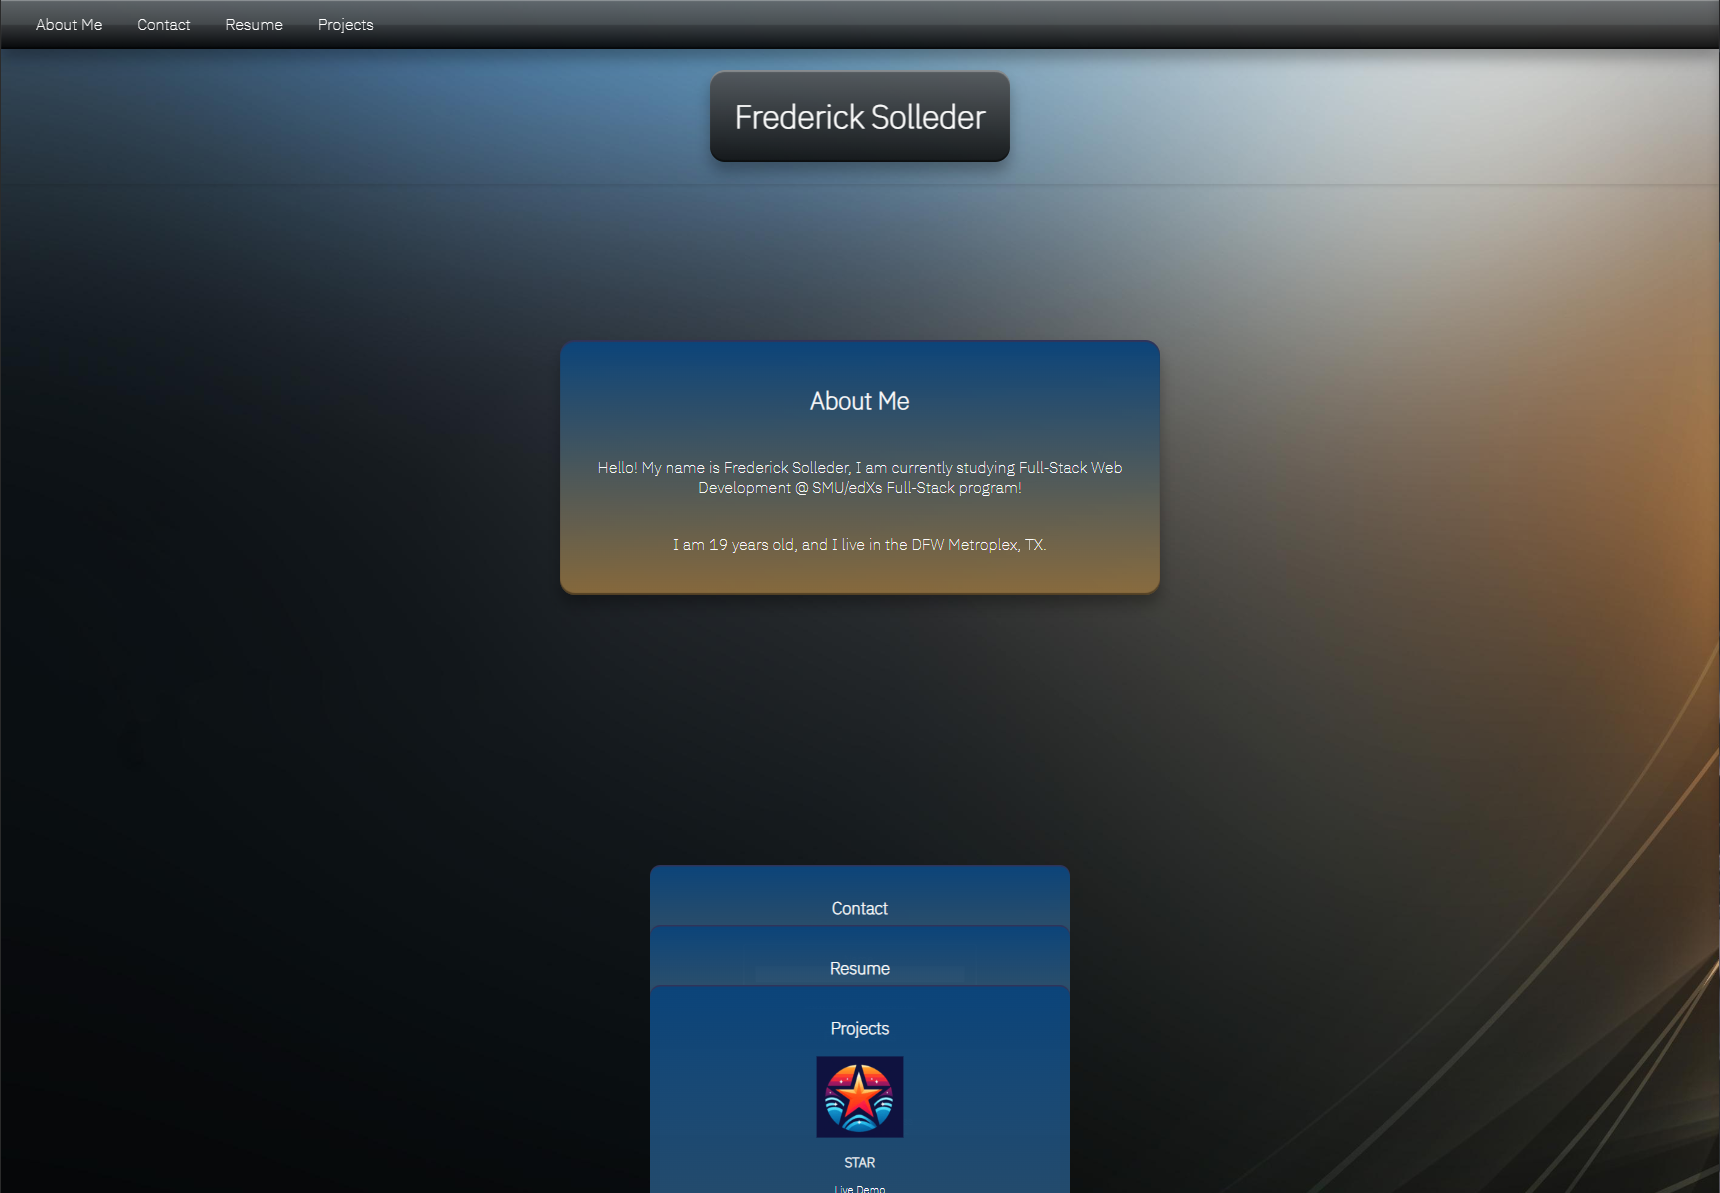 About Me Contact Resume Projects
Frederick Solleder
About Me
Hello! My name is Frederick Solleder, I am currently studying Full-Stack Web
Development @ SMU/edXs Full-Stack program!
I am 19 years old, and I live in the DFW Metroplex, TX.
Contact
Resume
Projects
STAR
Live Demo